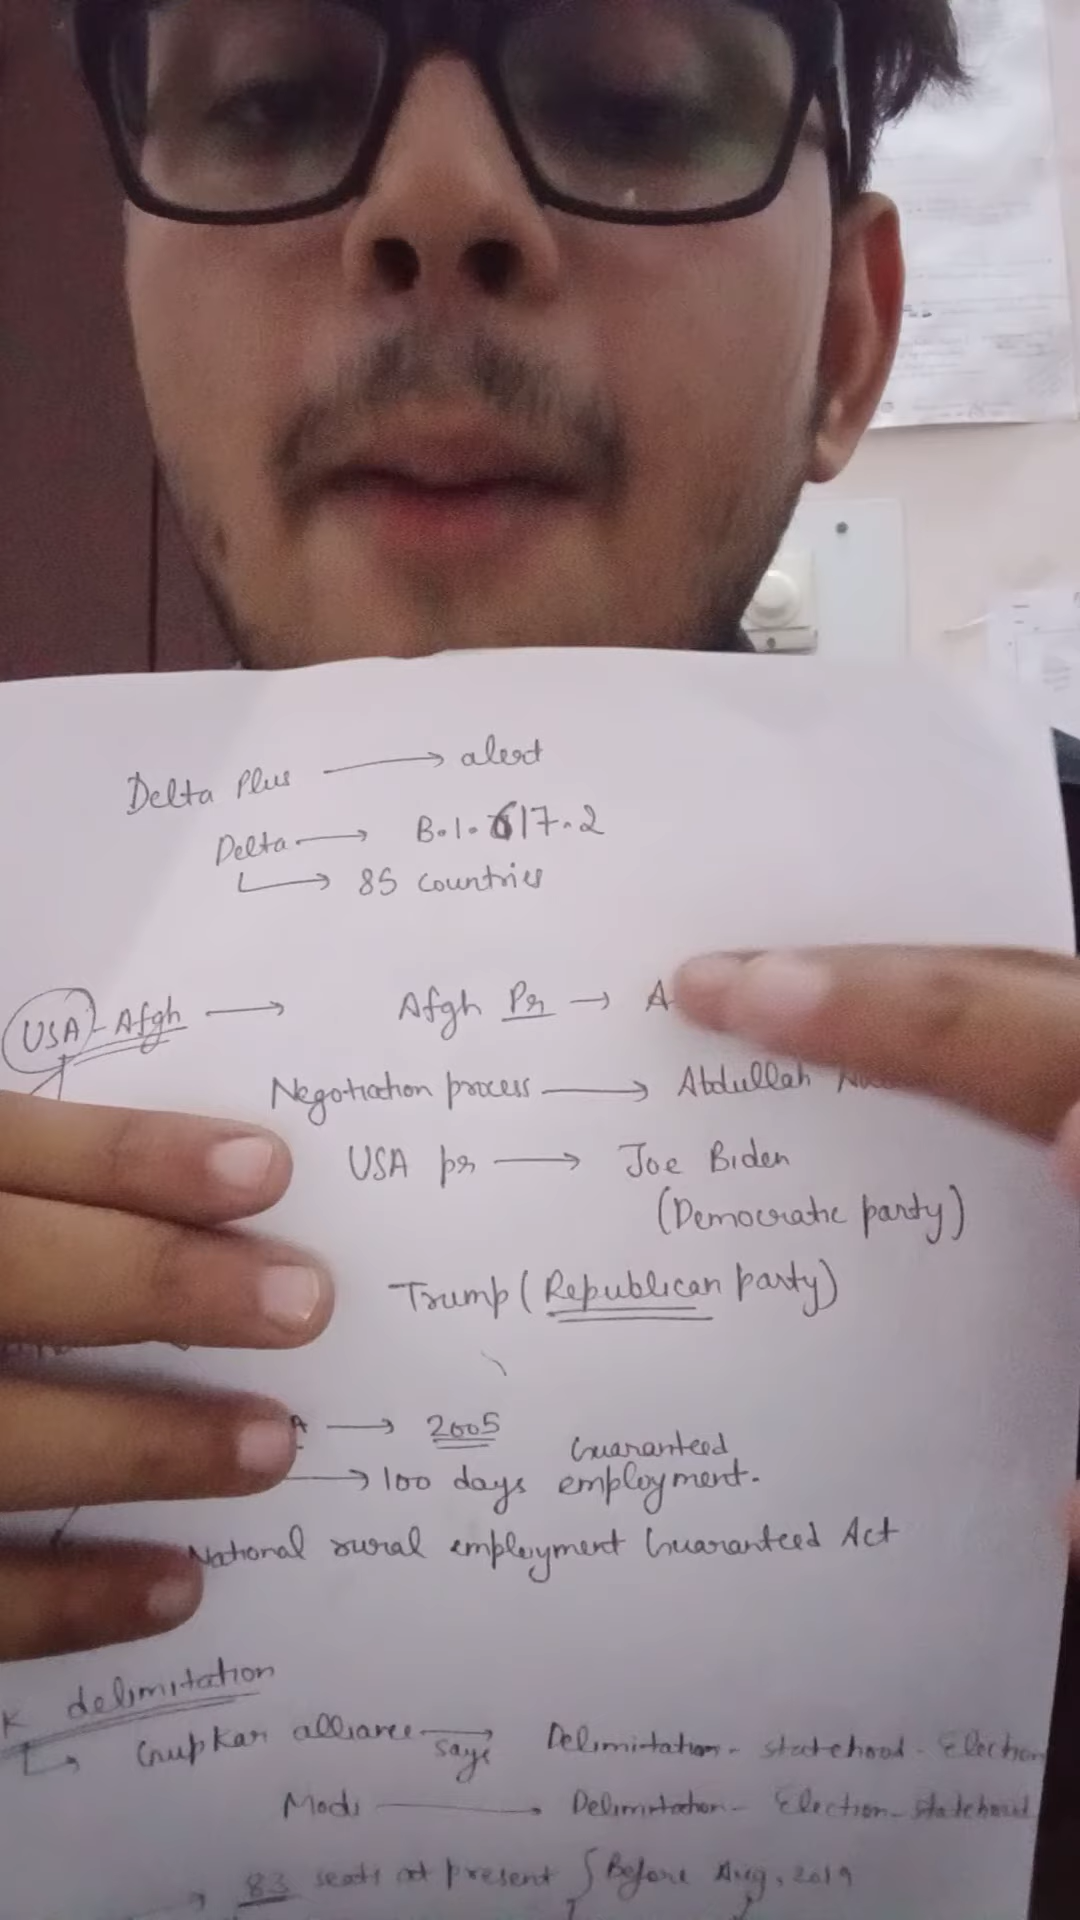 Delta Plus → alert
Delta → B.1.617.2
→ 85 countries
USA - Afgh → Afgh Pr → A
Negotiation process → Abdullah
USA pr → Joe Biden
(Democratic party)
Trump (Republican party)
A → 2005
Guaranteed
→ 100 days employment.
National rural employment Guaranteed Act
K delimitation
→ Gupkar alliance → Delimitation - statehood - Election
says
Modi → Delimitation - Election - statehood
→ 83 seats at present { Before Aug, 2019